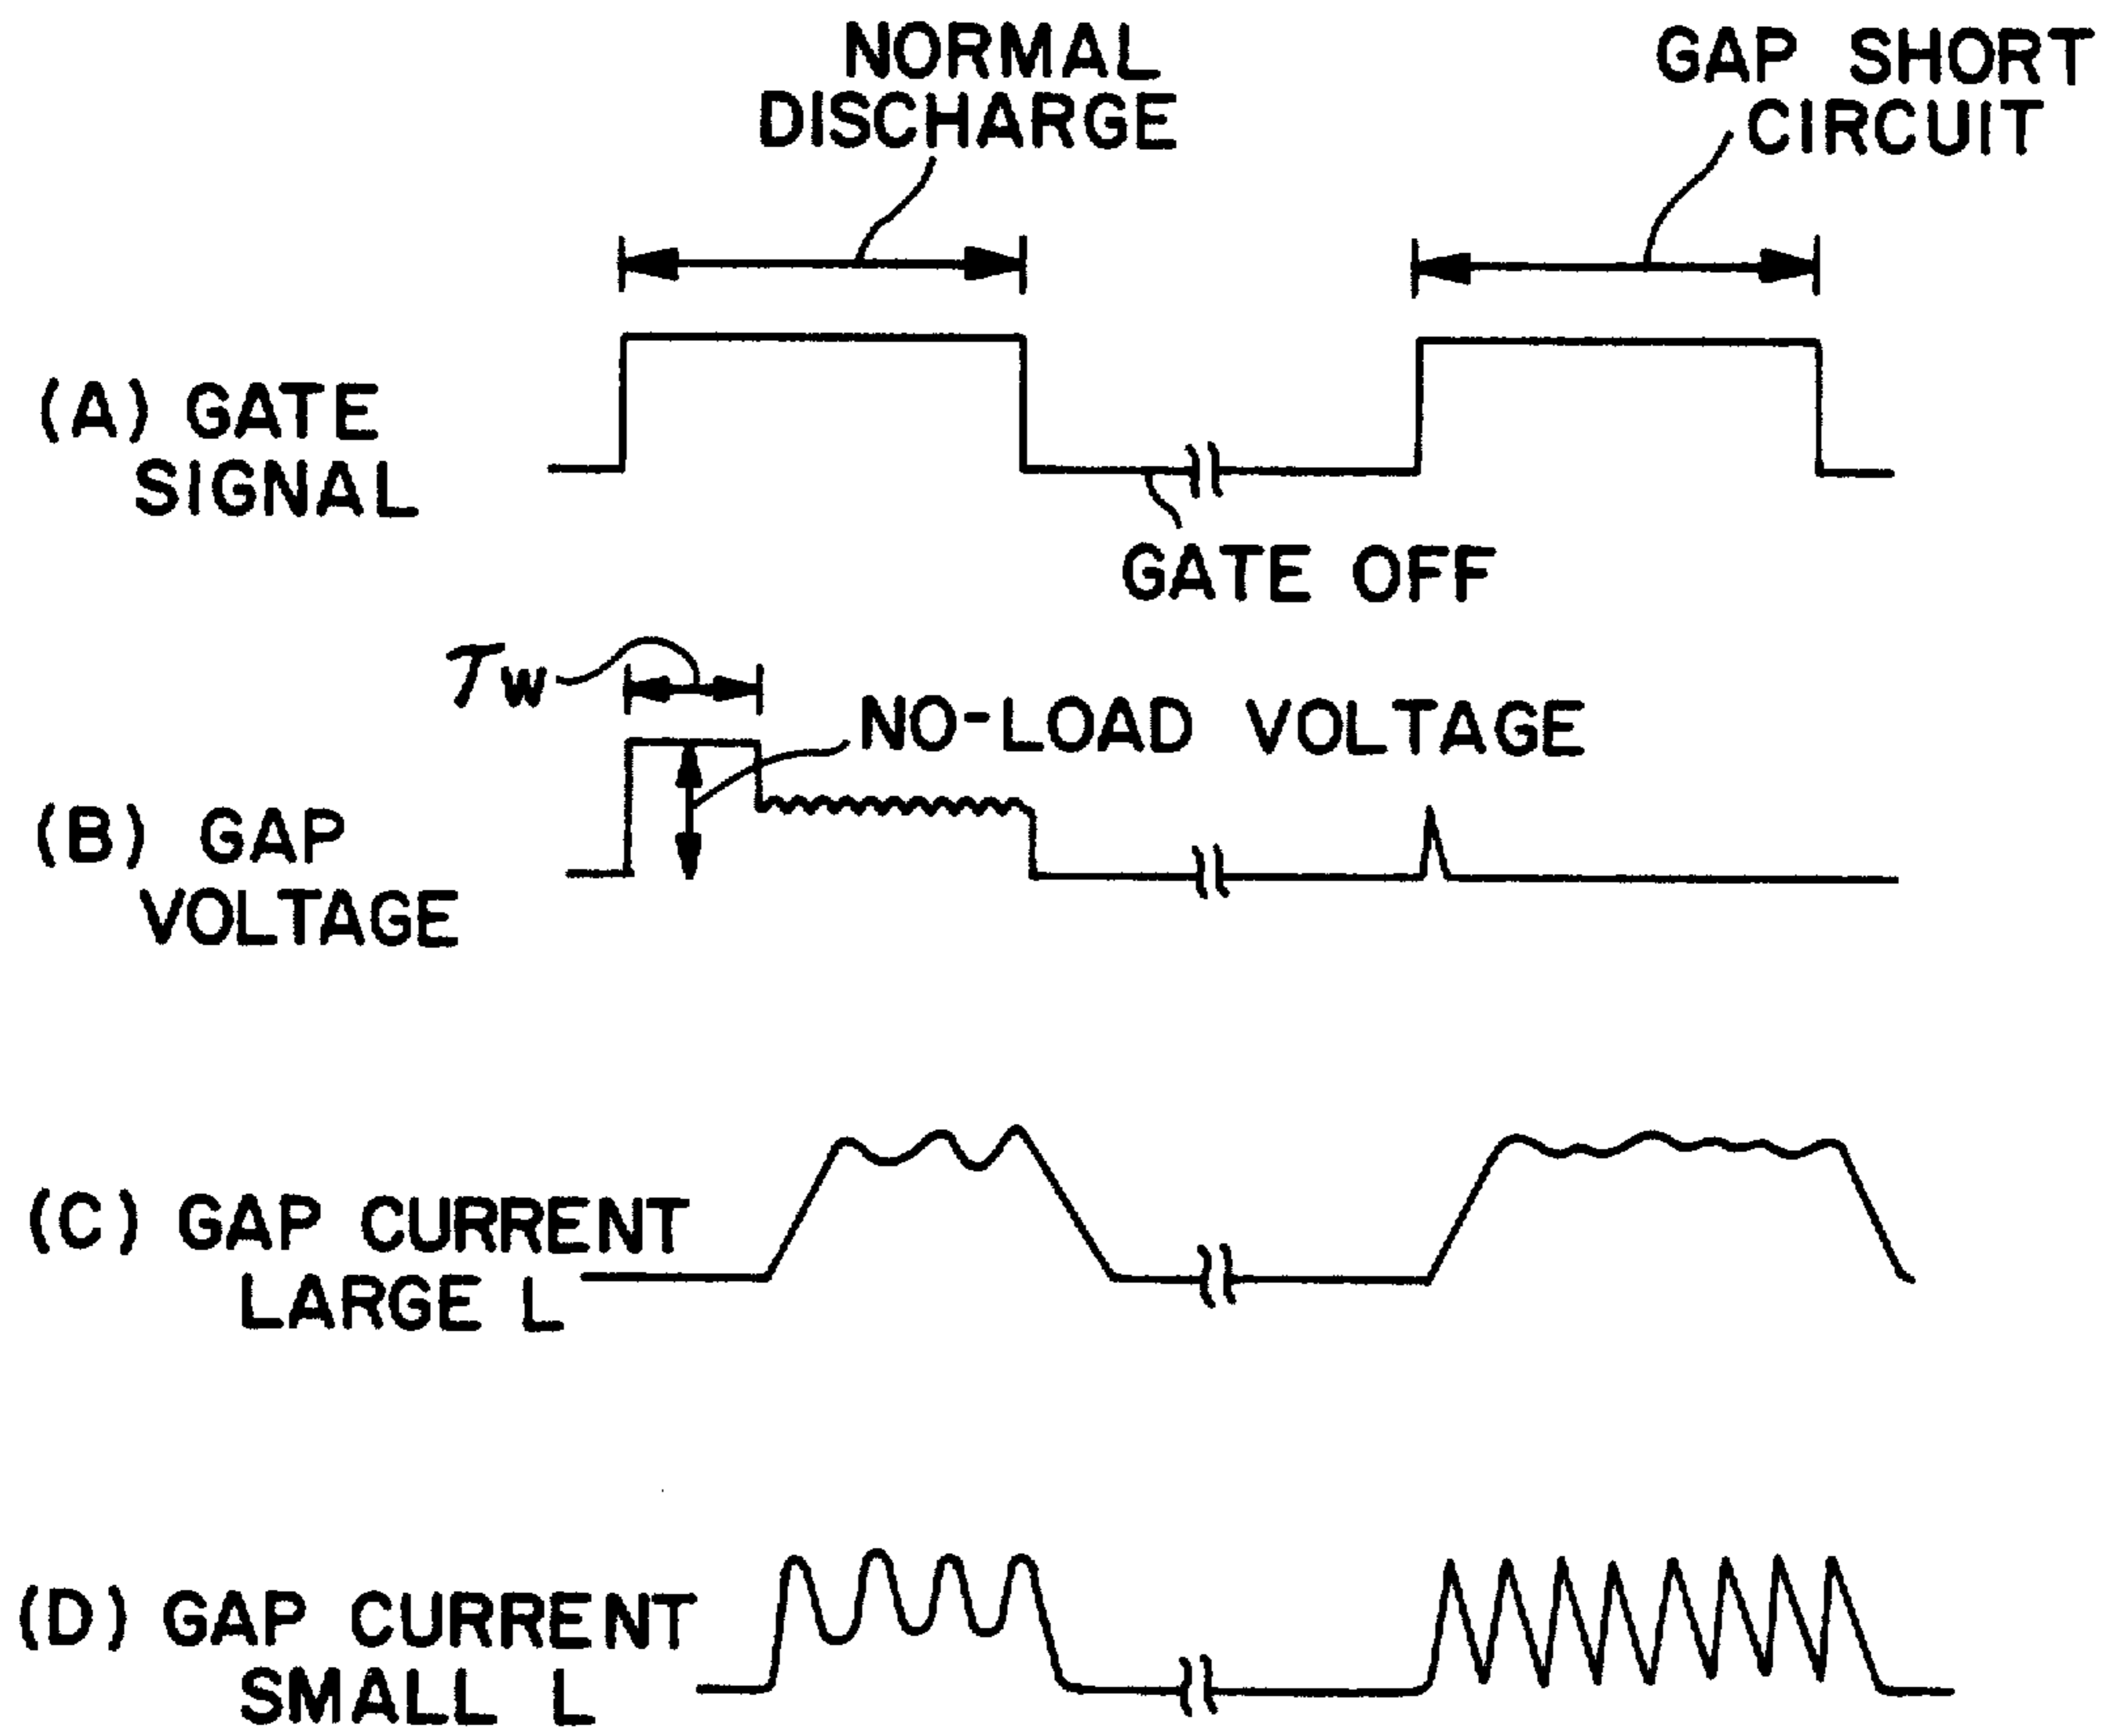 NORMAL
DISCHARGE
GAP SHORT
CIRCUIT
(A) GATE
SIGNAL
GATE OFF
τw
NO-LOAD VOLTAGE
(B) GAP
VOLTAGE
(C) GAP CURRENT
LARGE L
(D) GAP CURRENT
SMALL L